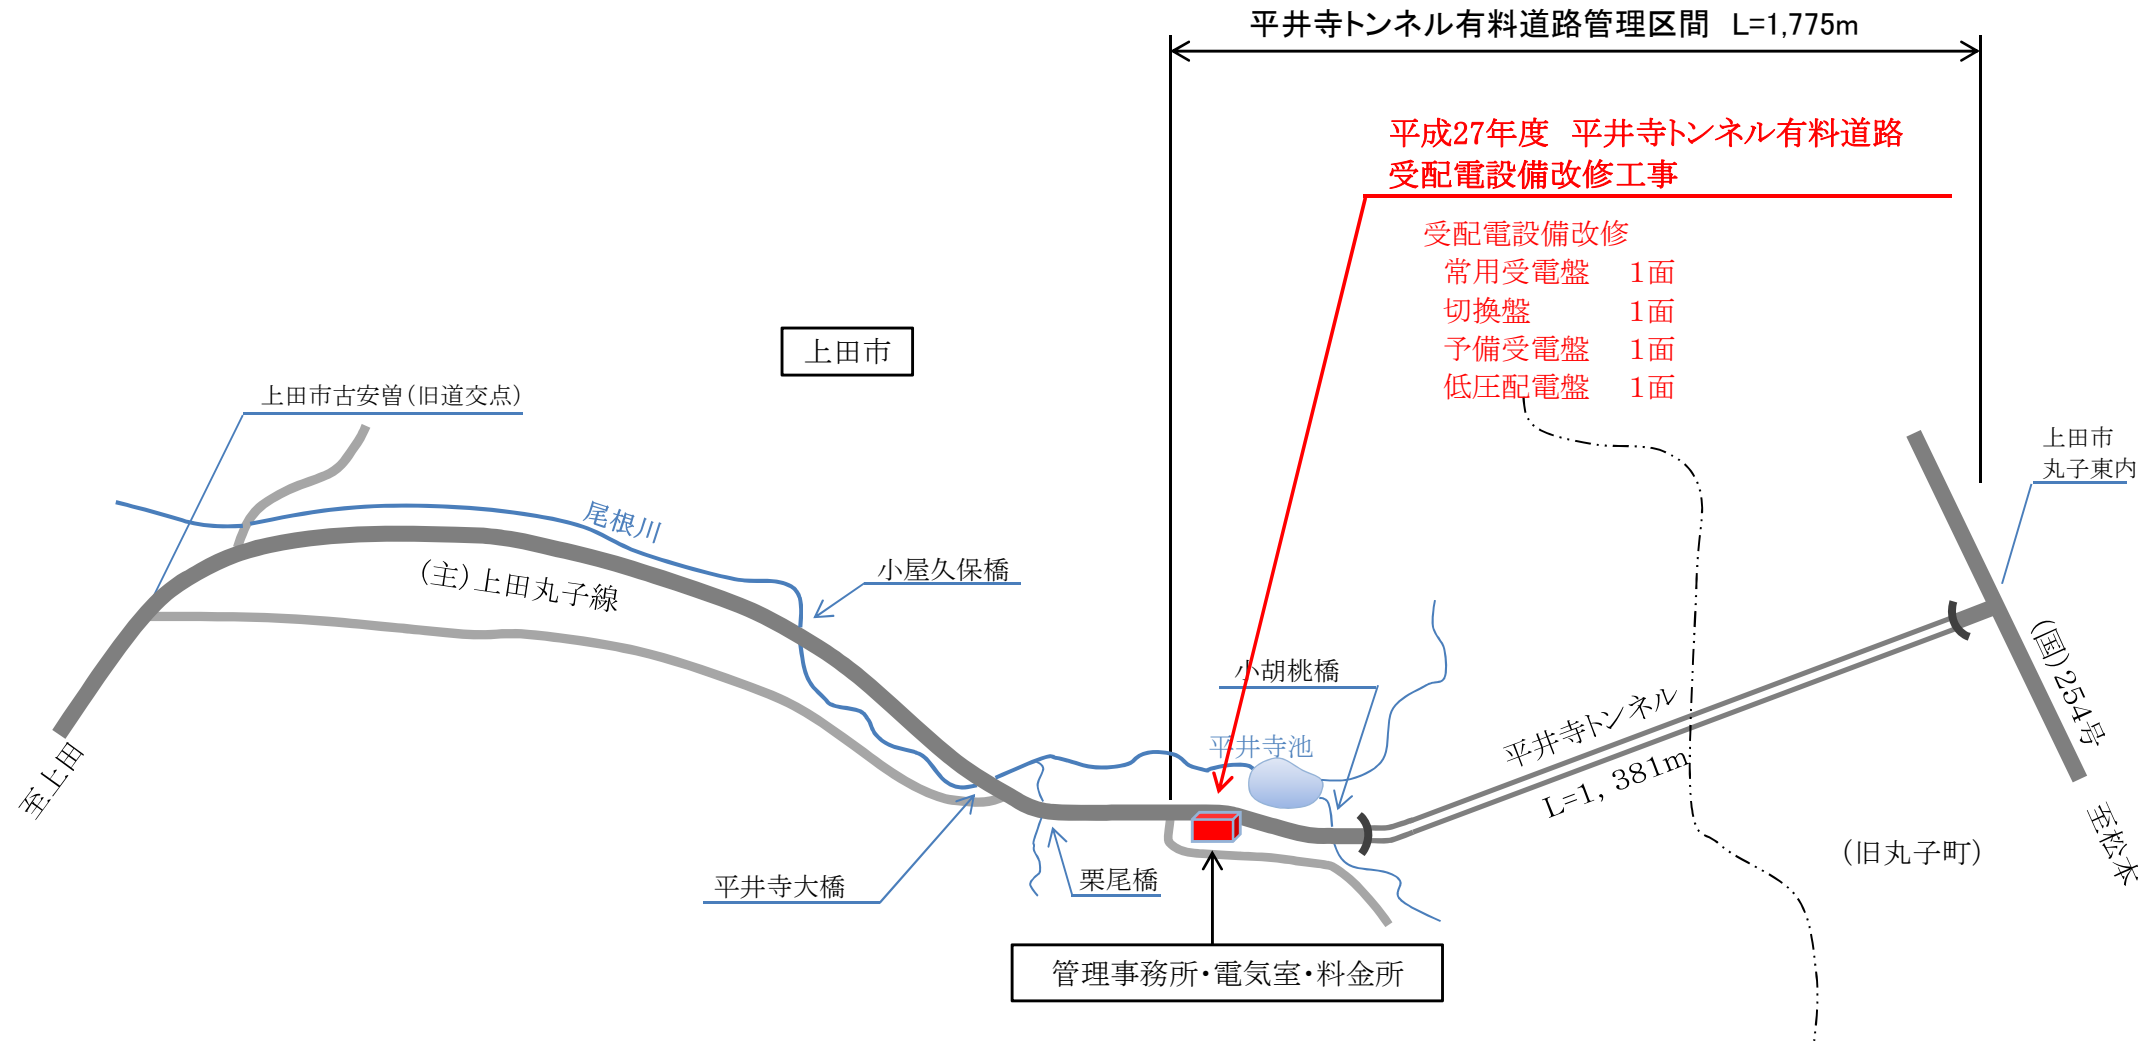 平井寺トンネル有料道路管理区間　L=1,775m
平成27年度　平井寺トンネル有料道路
受配電設備改修工事
受配電設備改修
常用受電盤　1面
切換盤　1面
予備受電盤　1面
低圧配電盤　1面
上田市
上田市古安曽(旧道交点)
上田市
丸子東内
尾根川
(主)上田丸子線
小屋久保橋
小胡桃橋
平井寺池
平井寺トンネル
L=1, 381m
(国)254号
至上田
至松本
(旧丸子町)
平井寺大橋
栗尾橋
管理事務所・電気室・料金所